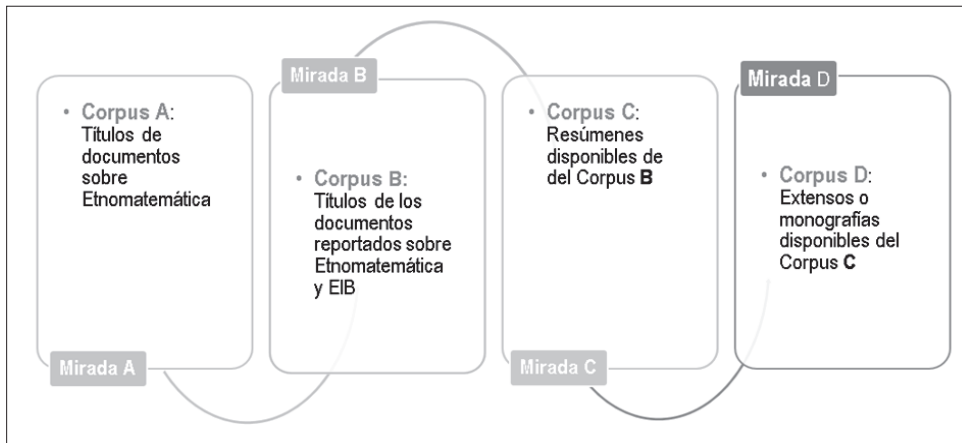 • Corpus A:
Títulos de
documentos
sobre
Etnomatemática
Mirada A
Mirada B
• Corpus B:
Títulos de los
documentos
reportados sobre
Etnomatemática
y EIB
• Corpus C:
Resúmenes
disponibles de
del Corpus B
Mirada C
Mirada D
• Corpus D:
Extensos o
monografías
disponibles del
Corpus C